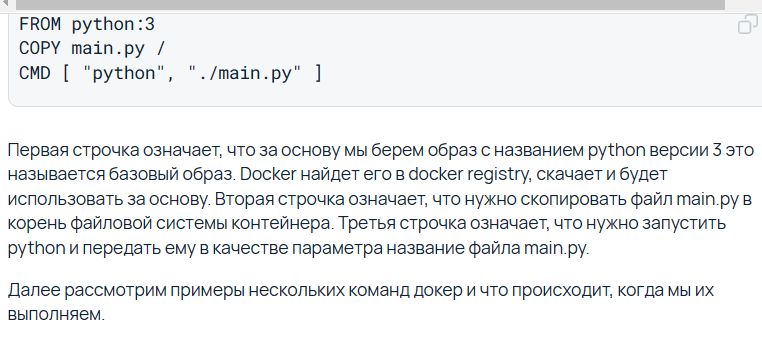 FROM python:3
COPY main.py /
CMD [ "python", "./main.py" ]
Первая строчка означает, что за основу мы берем образ с названием python версии 3 это
называется базовый образ. Docker найдет его в docker registry, скачает и будет
использовать за основу. Вторая строчка означает, что нужно скопировать файл main.py в
корень файловой системы контейнера. Третья строчка означает, что нужно запустить
python и передать ему в качестве параметра название файла main.py.
Далее рассмотрим примеры нескольких команд докер и что происходит, когда мы их
выполняем.